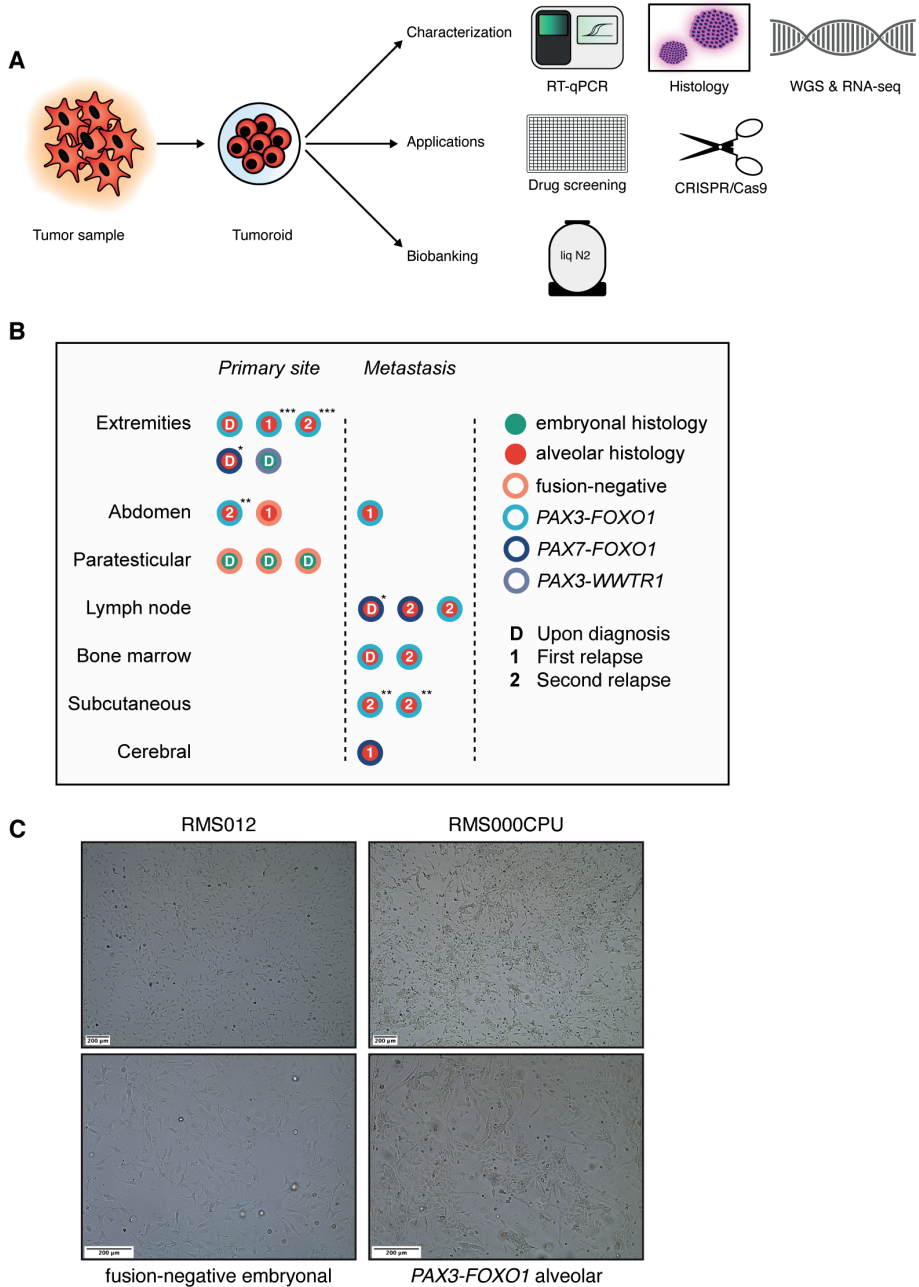 A
Characterization
RT-qPCR
Histology
WGS & RNA-seq
Applications
Drug screening
CRISPR/Cas9
Tumor sample
Tumoroid
Biobanking
liq N2
B
Primary site
Metastasis
Extremities
D 1 *** 2 ***
D * D
Abdomen
2 ** 1
1
Paratesticular
D D D
Lymph node
D * 2 2
Bone marrow
D 2
Subcutaneous
2 ** 2 **
Cerebral
1
embryonal histology
alveolar histology
fusion-negative
PAX3-FOXO1
PAX7-FOXO1
PAX3-WWTR1
D Upon diagnosis
1 First relapse
2 Second relapse
C
RMS012
RMS000CPU
200 µm
200 µm
200 µm
200 µm
fusion-negative embryonal
PAX3-FOXO1 alveolar